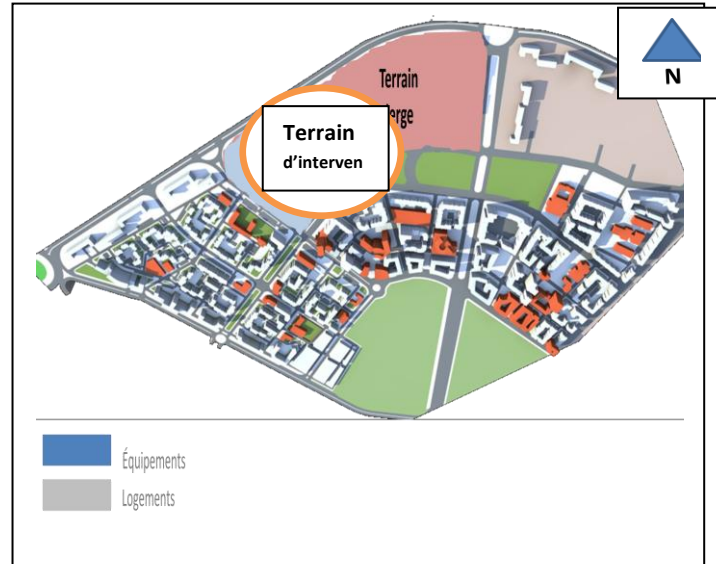 N
Terrain
erge
Terrain
d’interven
Équipements
Logements